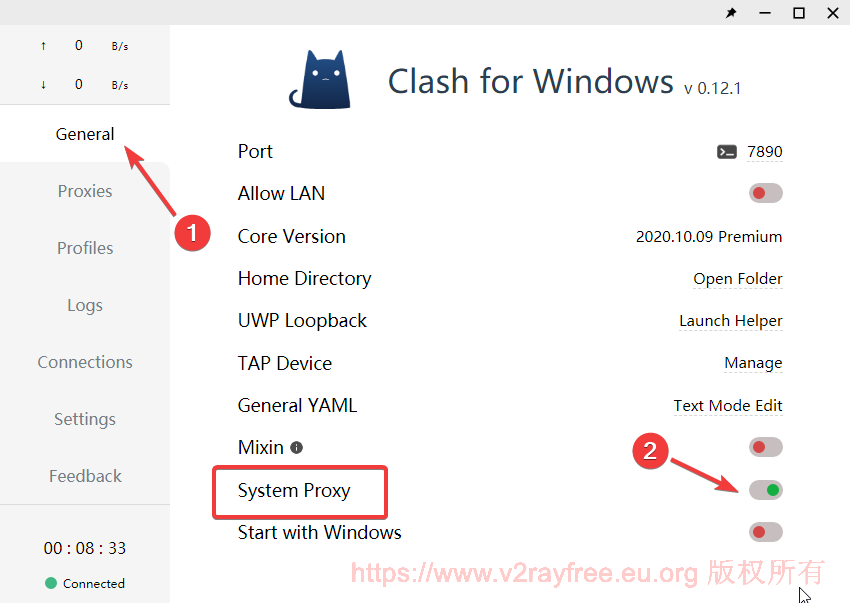 ↑ 0 B/s
↓ 0 B/s
General
Proxies
Profiles
Logs
Connections
Settings
Feedback
00 : 08 : 33
Connected
1
Clash for Windows v 0.12.1
Port 7890
Allow LAN
Core Version 2020.10.09 Premium
Home Directory Open Folder
UWP Loopback Launch Helper
TAP Device Manage
General YAML Text Mode Edit
Mixin
2
System Proxy
Start with Windows
https://www.v2rayfree.eu.org 版权所有